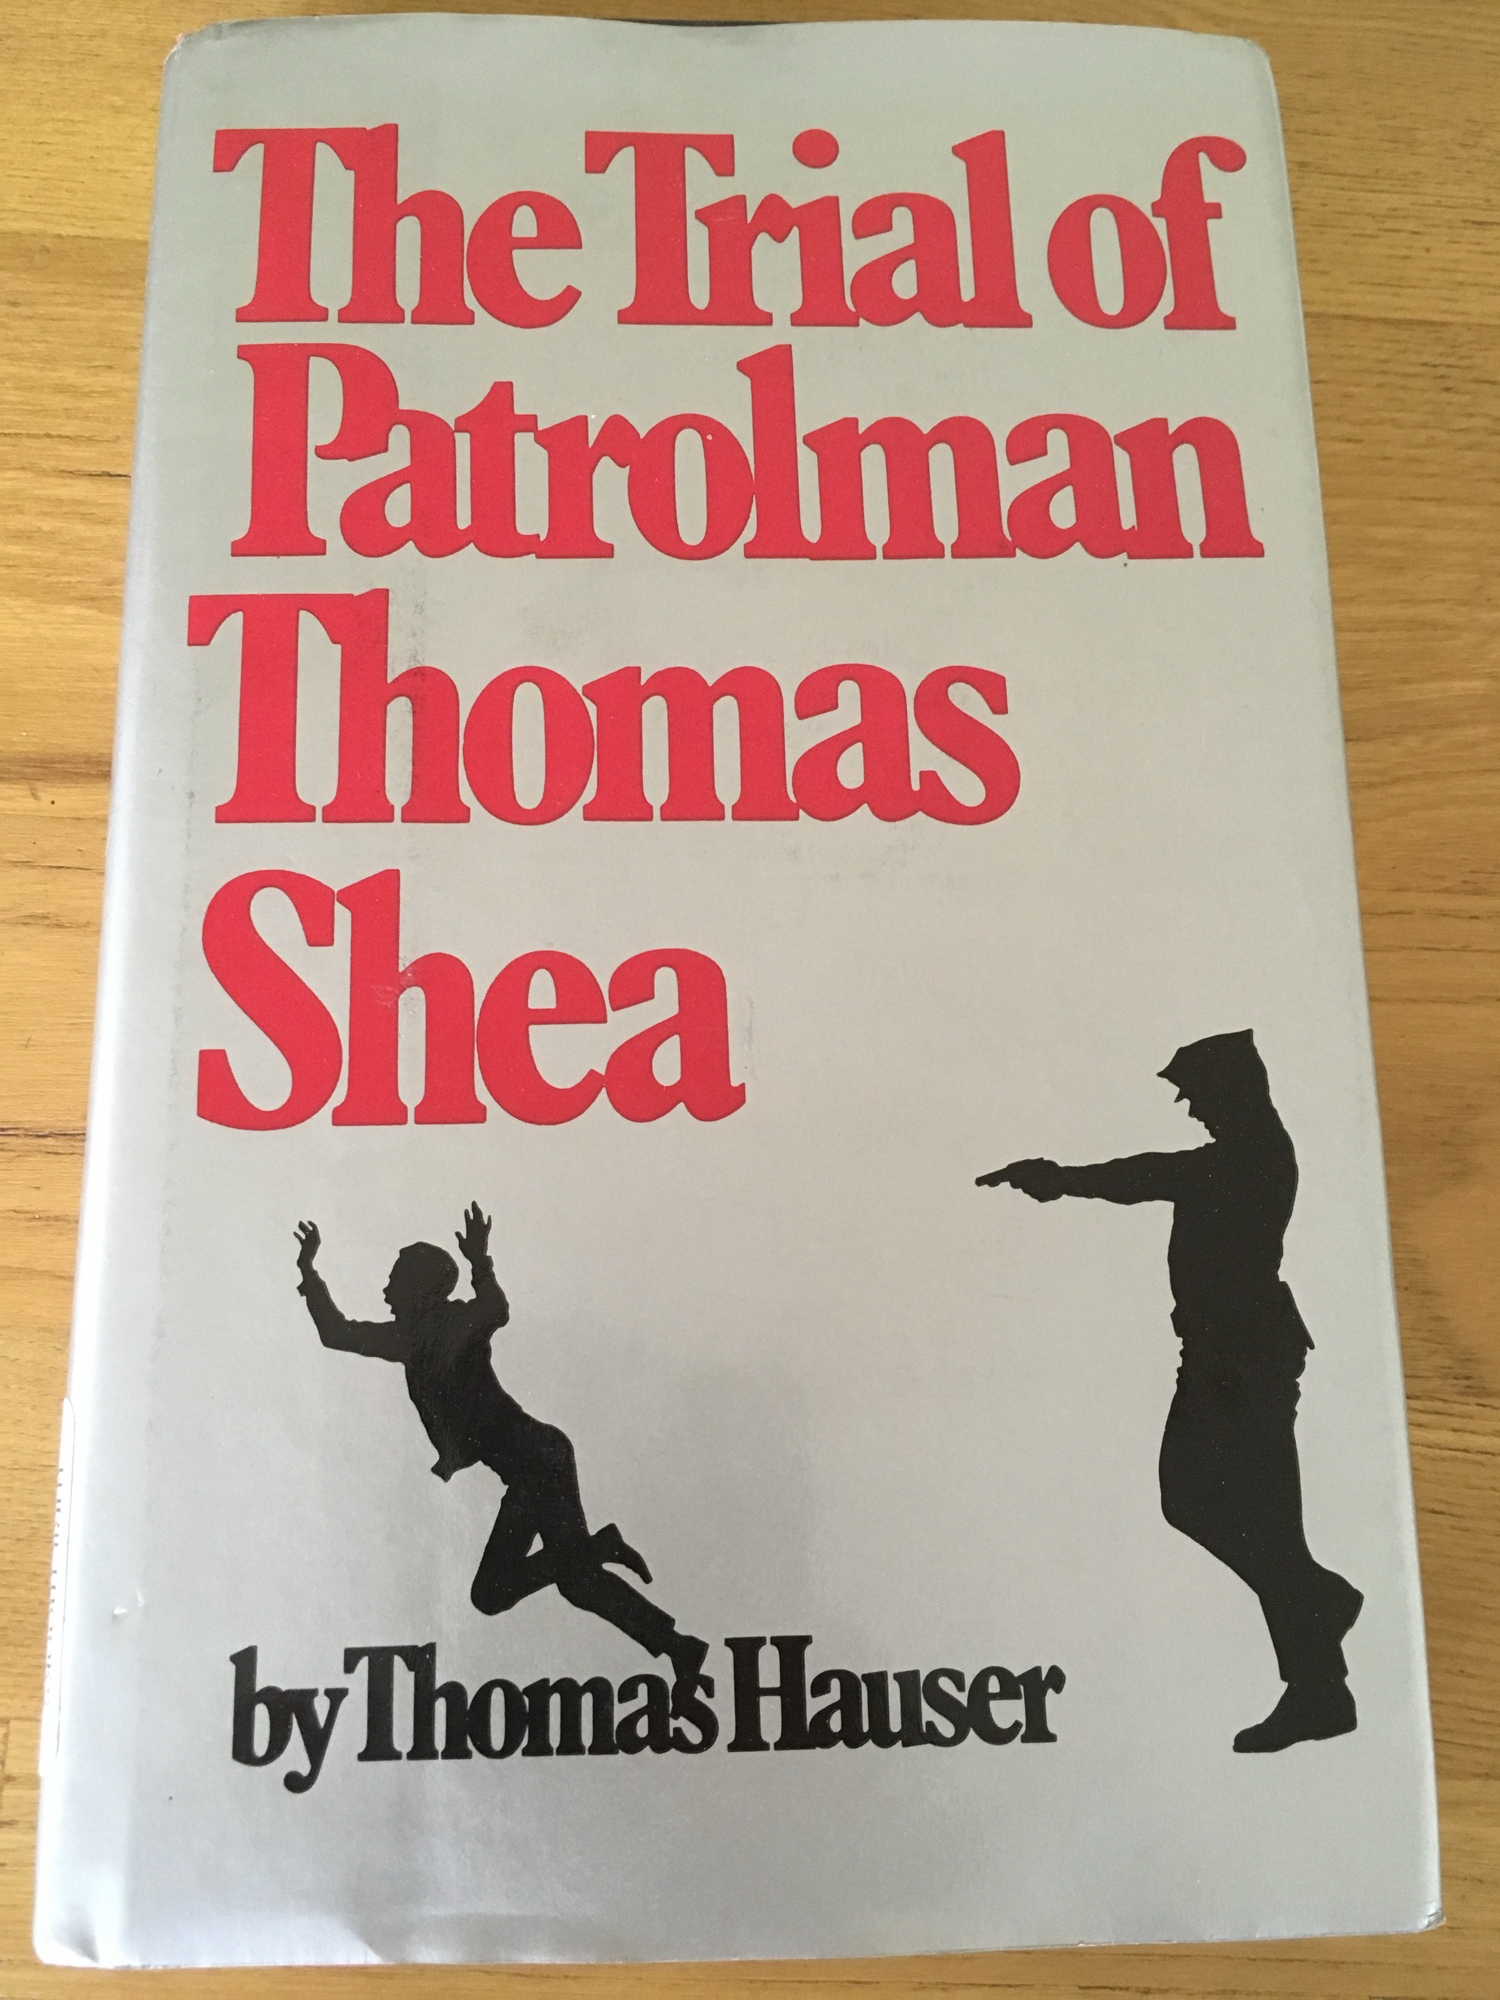 The Trial of
Patrolman
Thomas
Shea
by Thomas Hauser